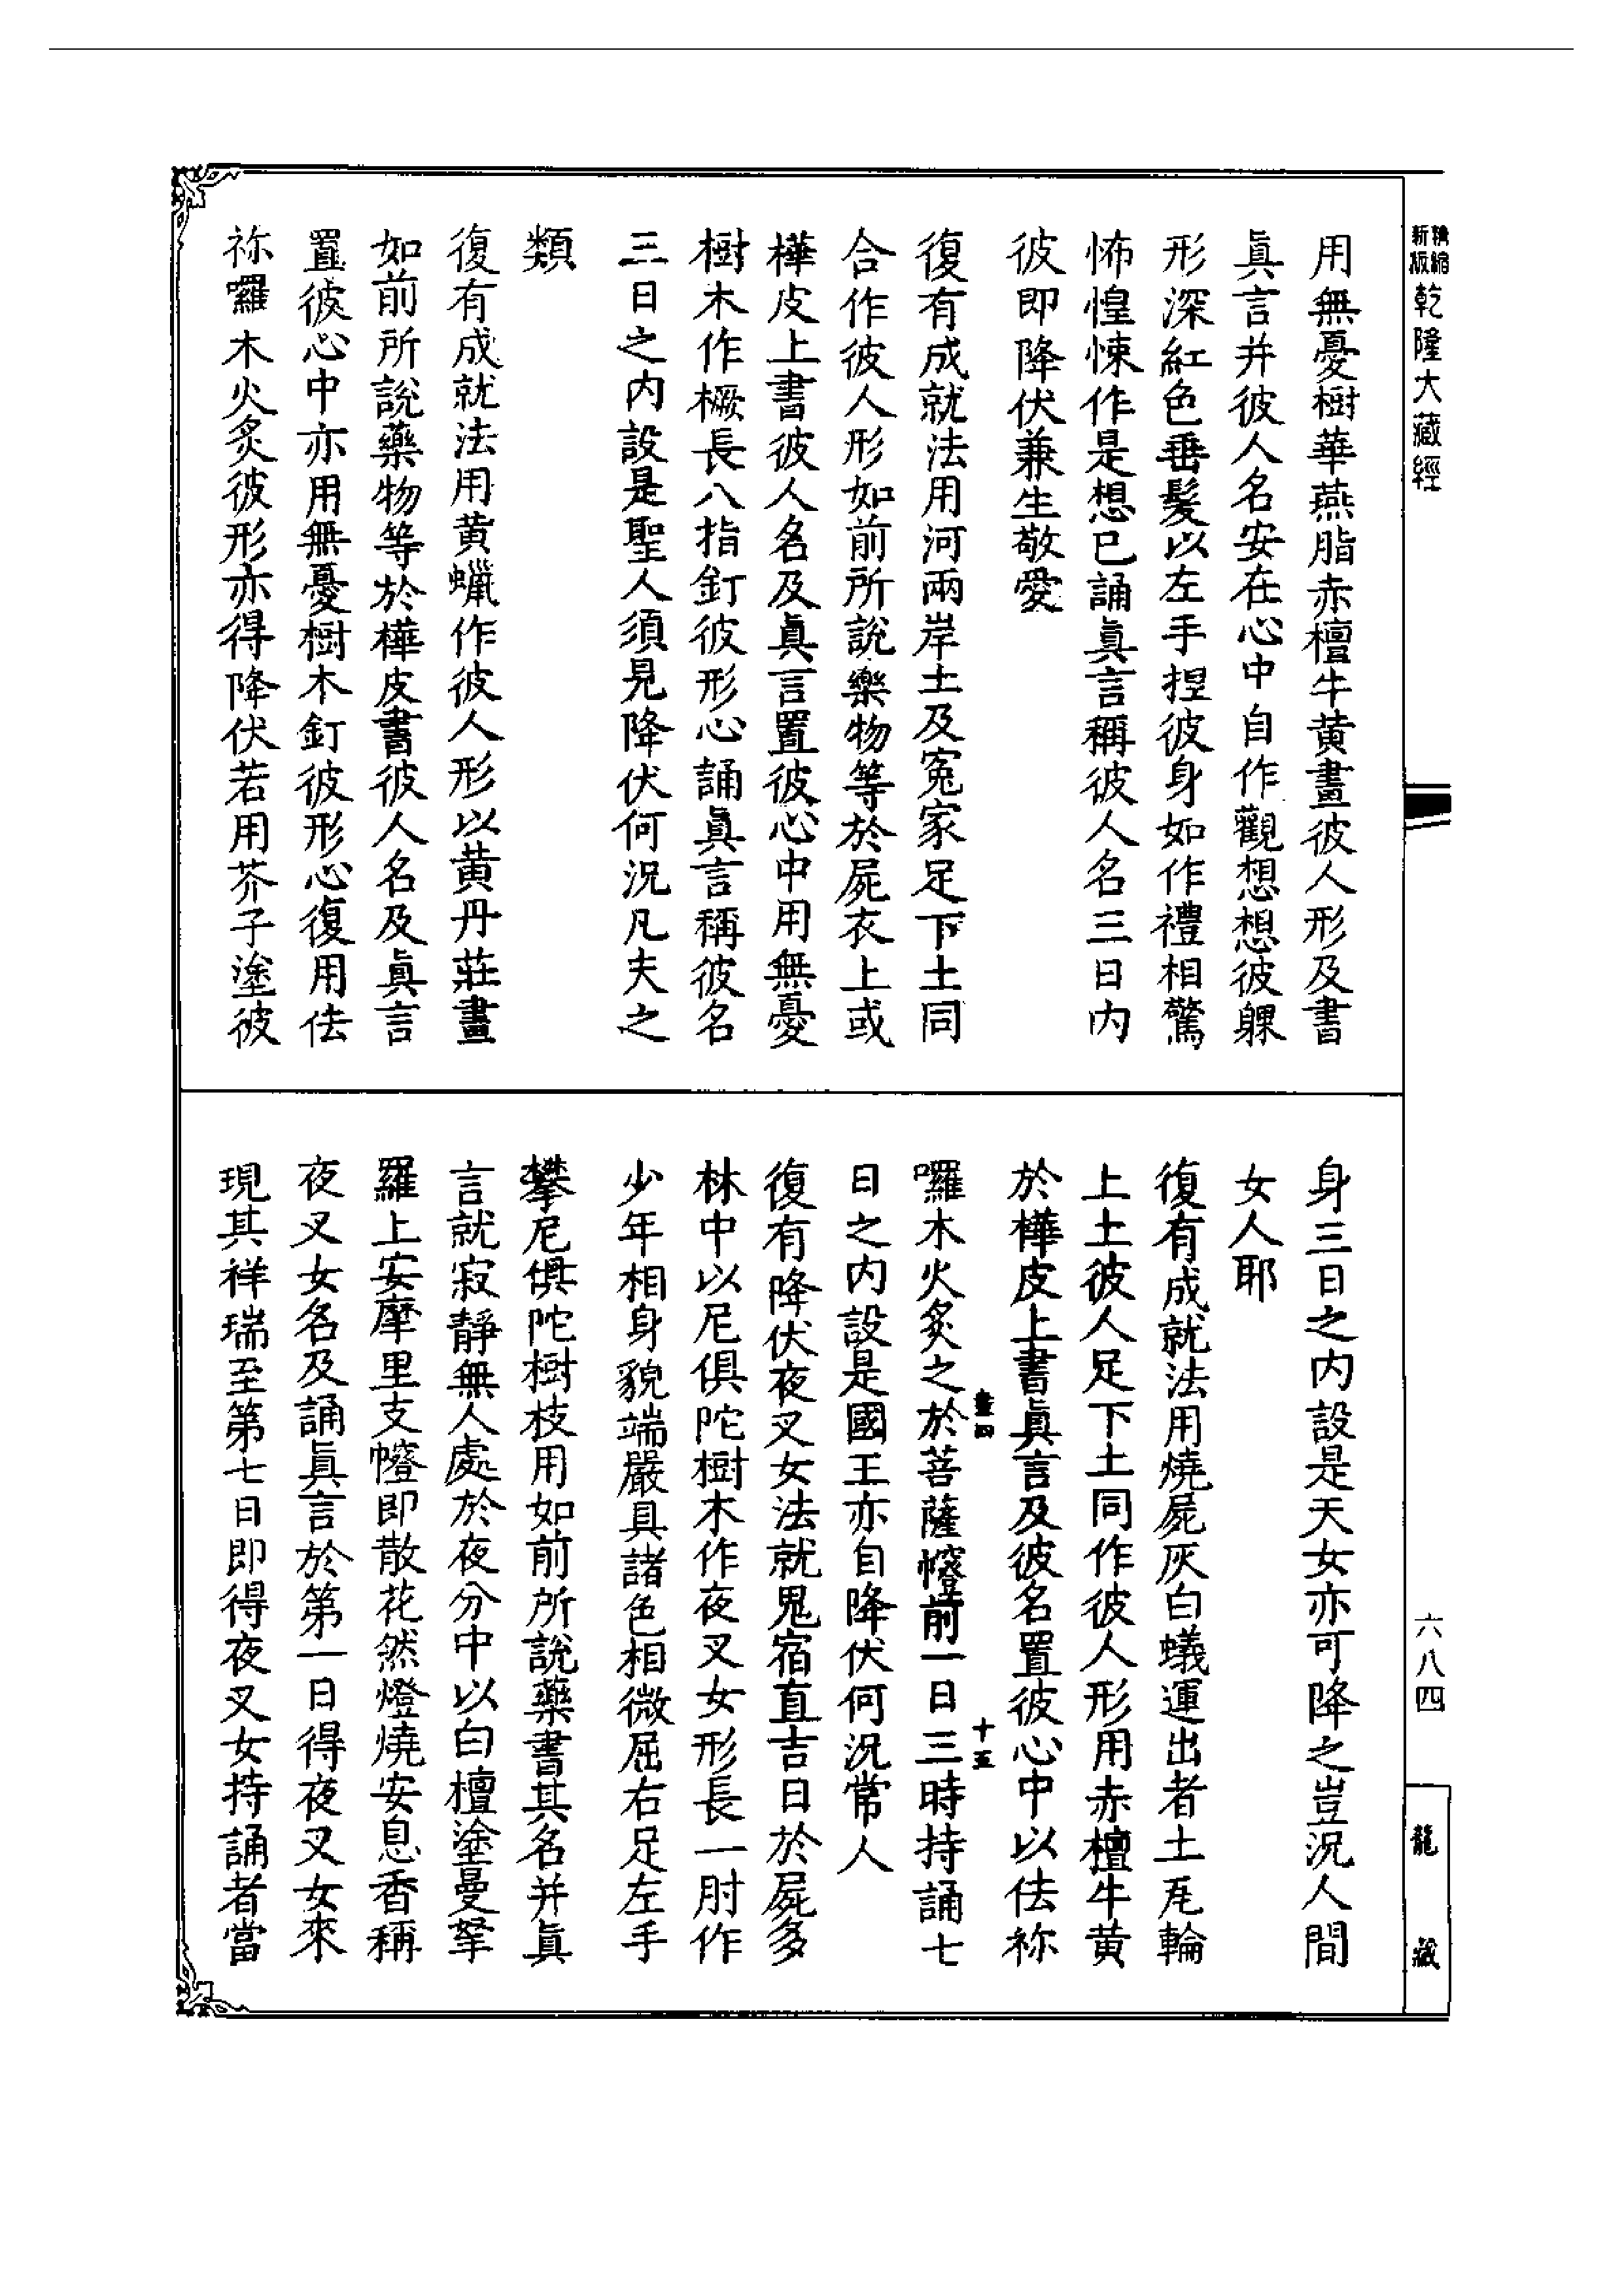 新版精縮
乾隆大藏經
用無憂樹華燕脂赤檀牛黃畫彼人形及書
眞言并彼人名安在心中自作觀想想彼躶
形深紅色垂髮以左手揑彼身如作禮相驚
怖惶悚作是想已誦眞言稱彼人名三日内
彼即降伏兼生敬愛
復有成就法用河兩岸土及寃家足下土同
合作彼人形如前所說藥物等於屍衣上或
樺皮上書彼人名及眞言置彼心中用無憂
樹木作橛長八指釘彼形心誦眞言稱彼名
三日之内設是聖人須見降伏何況凡夫之
類
復有成就法用黃蠟作彼人形以黃丹莊畫
如前所說藥物等於樺皮書彼人名及眞言
置彼心中亦用無憂樹木釘彼形心復用佉
祢囉木火炙彼形亦得降伏若用芥子塗彼
身三日之内設是天女亦可降之豈況人間
女人耶
復有成就法用燒屍灰白蟻運出者土瓦輪
上土彼人足下土同作彼人形用赤檀牛黃
於樺皮上書眞言及彼名置彼心中以佉祢
囉木火炙之於菩薩㡧前一日三時持誦七
日之内設是國王亦自降伏何況常人
復有降伏夜叉女法就鬼宿直吉日於屍多
林中以尼俱陀樹木作夜叉女形長一肘作
少年相身貌端嚴具諸色相微屈右足左手
攀尼俱陀樹枝用如前所說藥書其名并眞
言就寂靜無人處於夜分中以白檀塗曼拏
羅上安摩里支㡧即散花然燈燒安息香稱
夜叉女名及誦眞言於第一日得夜叉女來
現其祥瑞至第七日即得夜叉女持誦者當
十五
六八四
龍藏